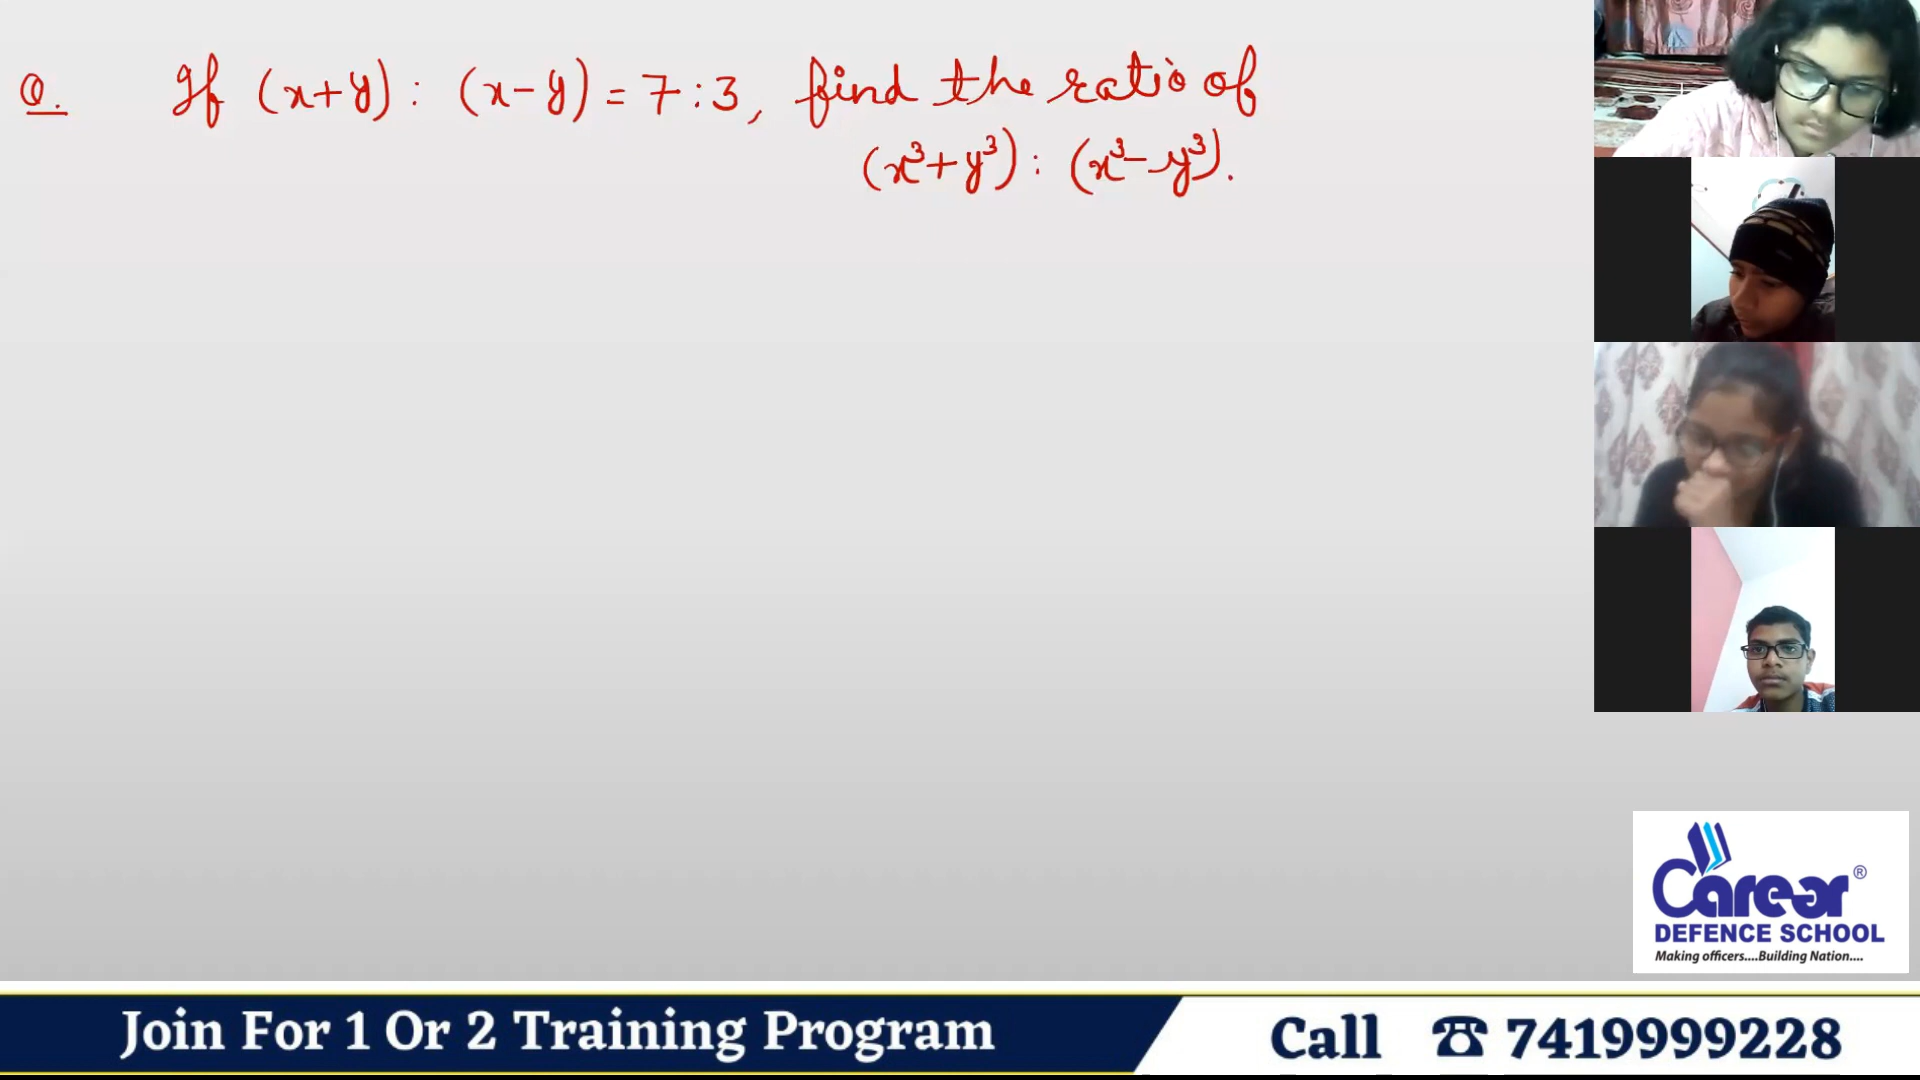 Q. If (x+y) : (x-y) = 7:3, find the ratio of
(x³+y³) : (x³-y³).
Career®
DEFENCE SCHOOL
Making officers....Building Nation....
Join For 1 Or 2 Training Program
Call ☎ 7419999228